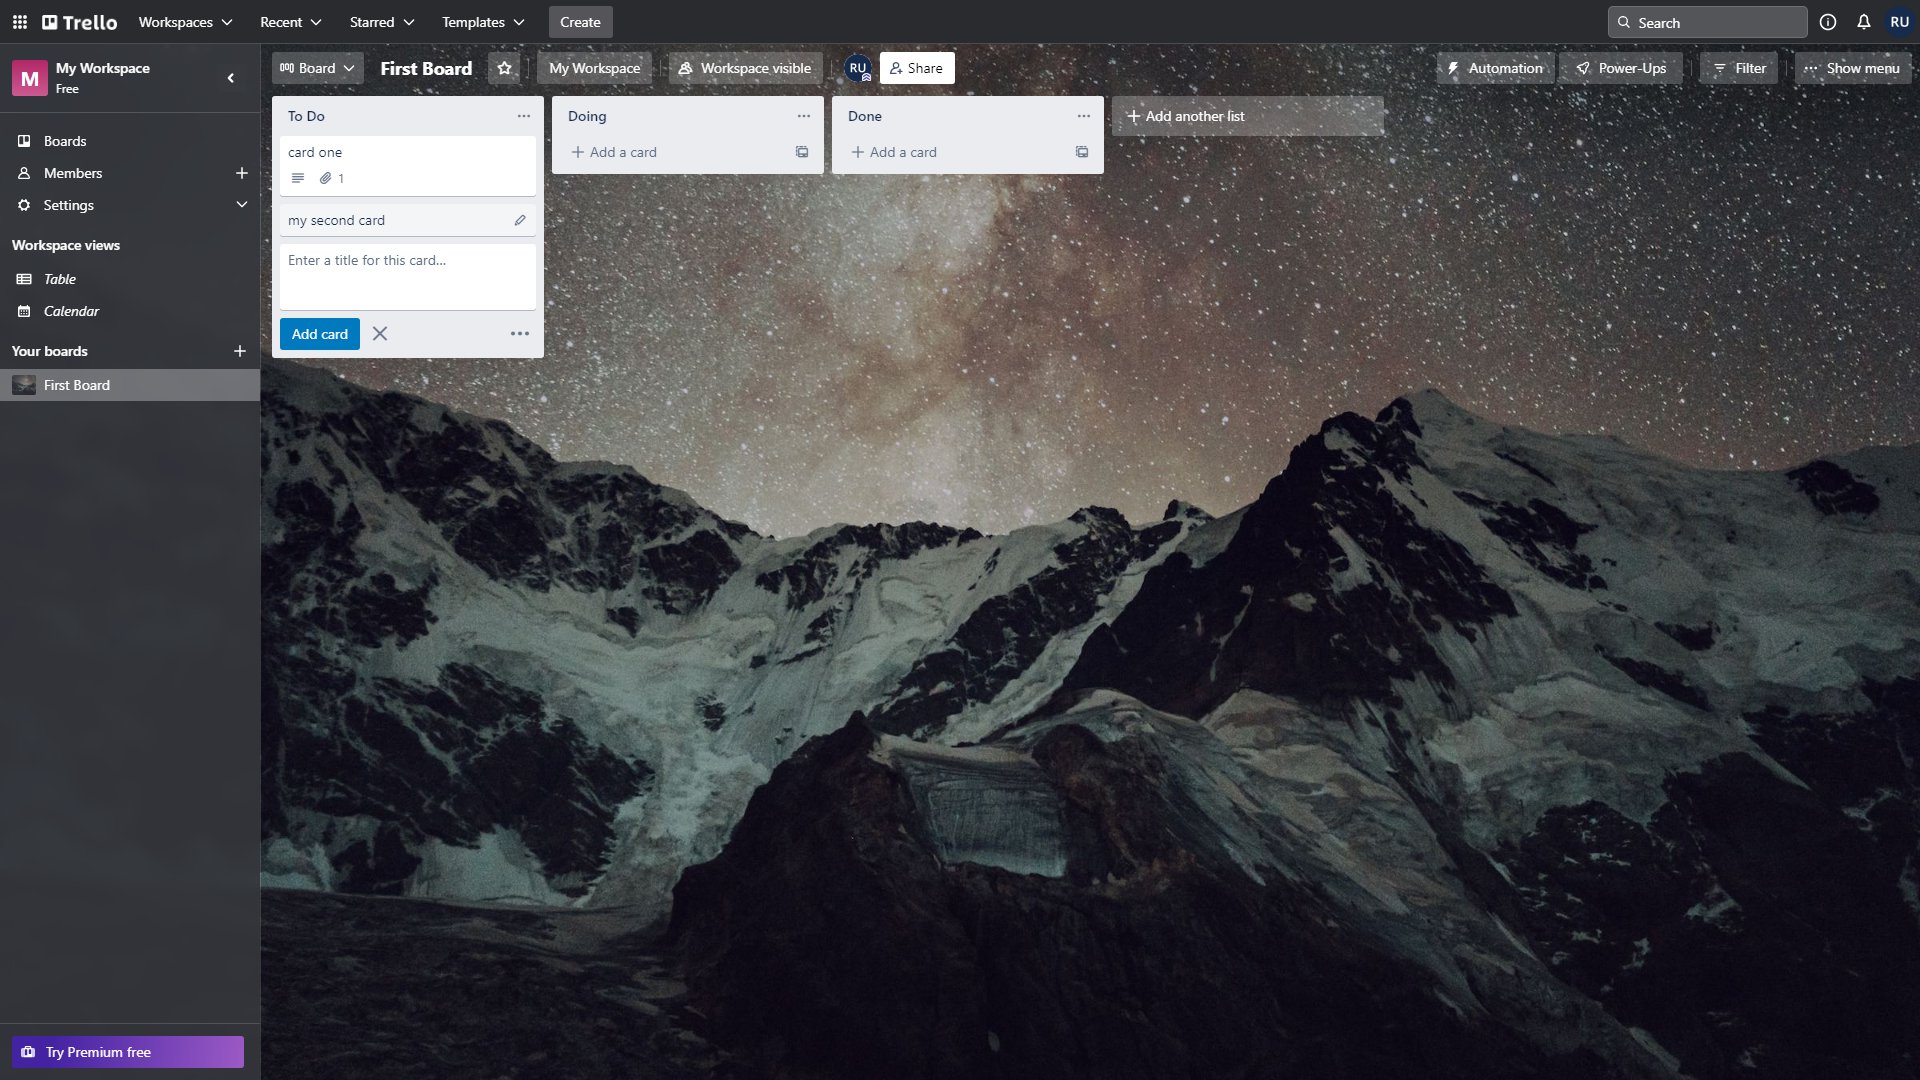 Trello
Workspaces
Recent
Starred
Templates
Create
Search
RU
M
My Workspace
Free
Boards
Members
Settings
Workspace views
Table
Calendar
Your boards
First Board
Try Premium free
Board
First Board
My Workspace
Workspace visible
RU
Share
Automation
Power-Ups
Filter
Show menu
To Do
card one
1
my second card
Enter a title for this card...
Add card
Doing
Add a card
Done
Add a card
Add another list